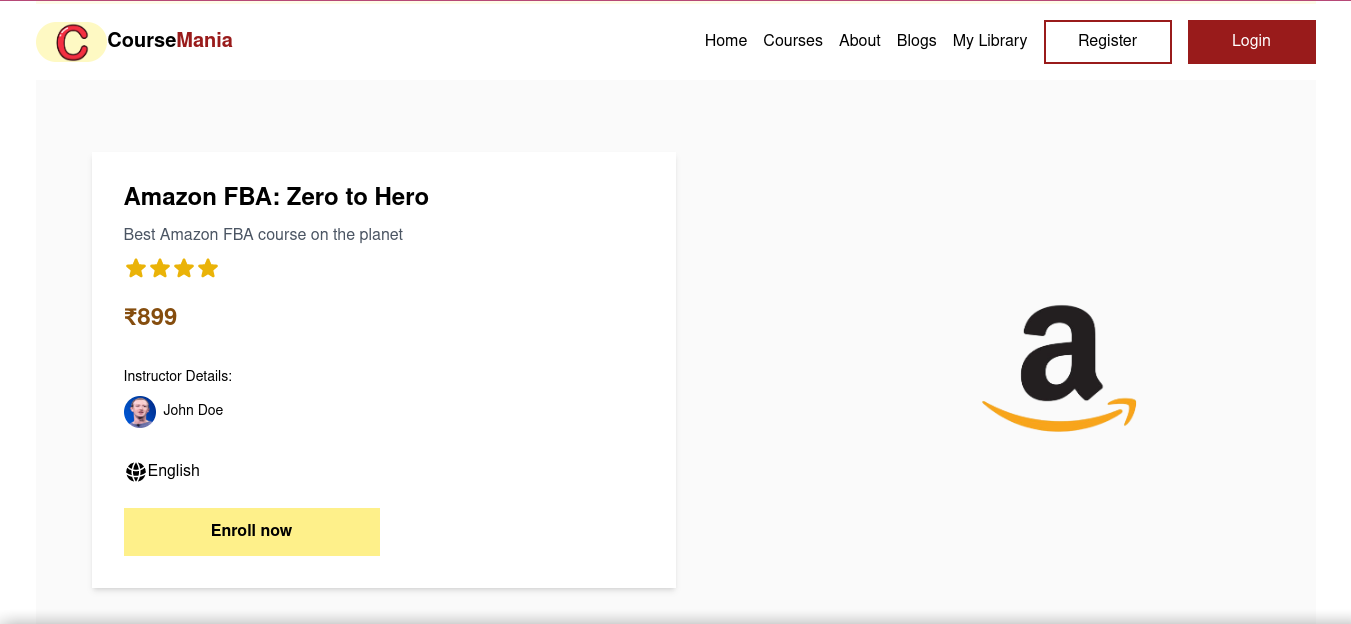 CourseMania
Home Courses About Blogs My Library Register Login
Amazon FBA: Zero to Hero
Best Amazon FBA course on the planet
₹899
Instructor Details:
John Doe
English
Enroll now
a